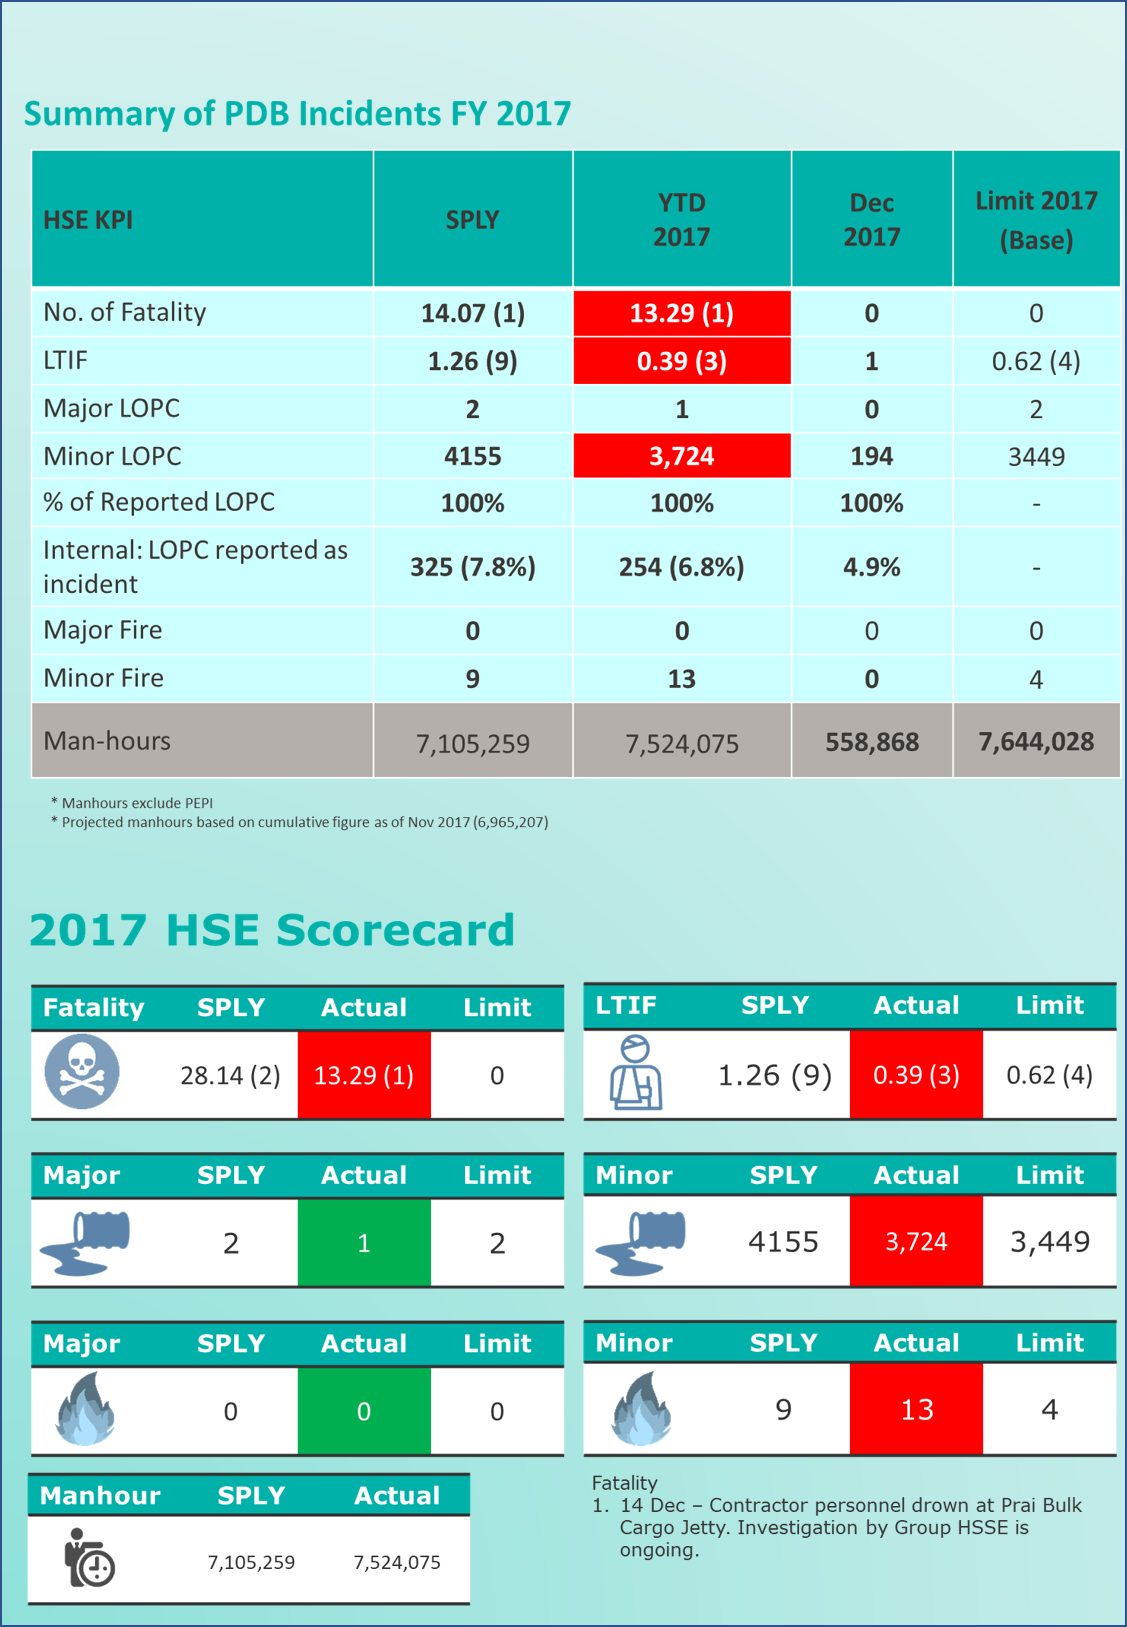 Summary of PDB Incidents FY 2017
HSE KPI SPLY YTD 2017 Dec 2017 Limit 2017 (Base)
No. of Fatality 14.07 (1) 13.29 (1) 0 0
LTIF 1.26 (9) 0.39 (3) 1 0.62 (4)
Major LOPC 2 1 0 2
Minor LOPC 4155 3,724 194 3449
% of Reported LOPC 100% 100% 100% -
Internal: LOPC reported as incident 325 (7.8%) 254 (6.8%) 4.9% -
Major Fire 0 0 0 0
Minor Fire 9 13 0 4
Man-hours 7,105,259 7,524,075 558,868 7,644,028
* Manhours exclude PEPI
* Projected manhours based on cumulative figure as of Nov 2017 (6,965,207)
2017 HSE Scorecard
Fatality SPLY Actual Limit
28.14 (2) 13.29 (1) 0
LTIF SPLY Actual Limit
1.26 (9) 0.39 (3) 0.62 (4)
Major SPLY Actual Limit
2 1 2
Minor SPLY Actual Limit
4155 3,724 3,449
Major SPLY Actual Limit
0 0 0
Minor SPLY Actual Limit
9 13 4
Manhour SPLY Actual
7,105,259 7,524,075
Fatality
1. 14 Dec – Contractor personnel drown at Prai Bulk
Cargo Jetty. Investigation by Group HSSE is
ongoing.